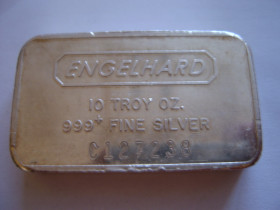 ENGELHARD
10 TROY OZ.
999+ FINE SILVER